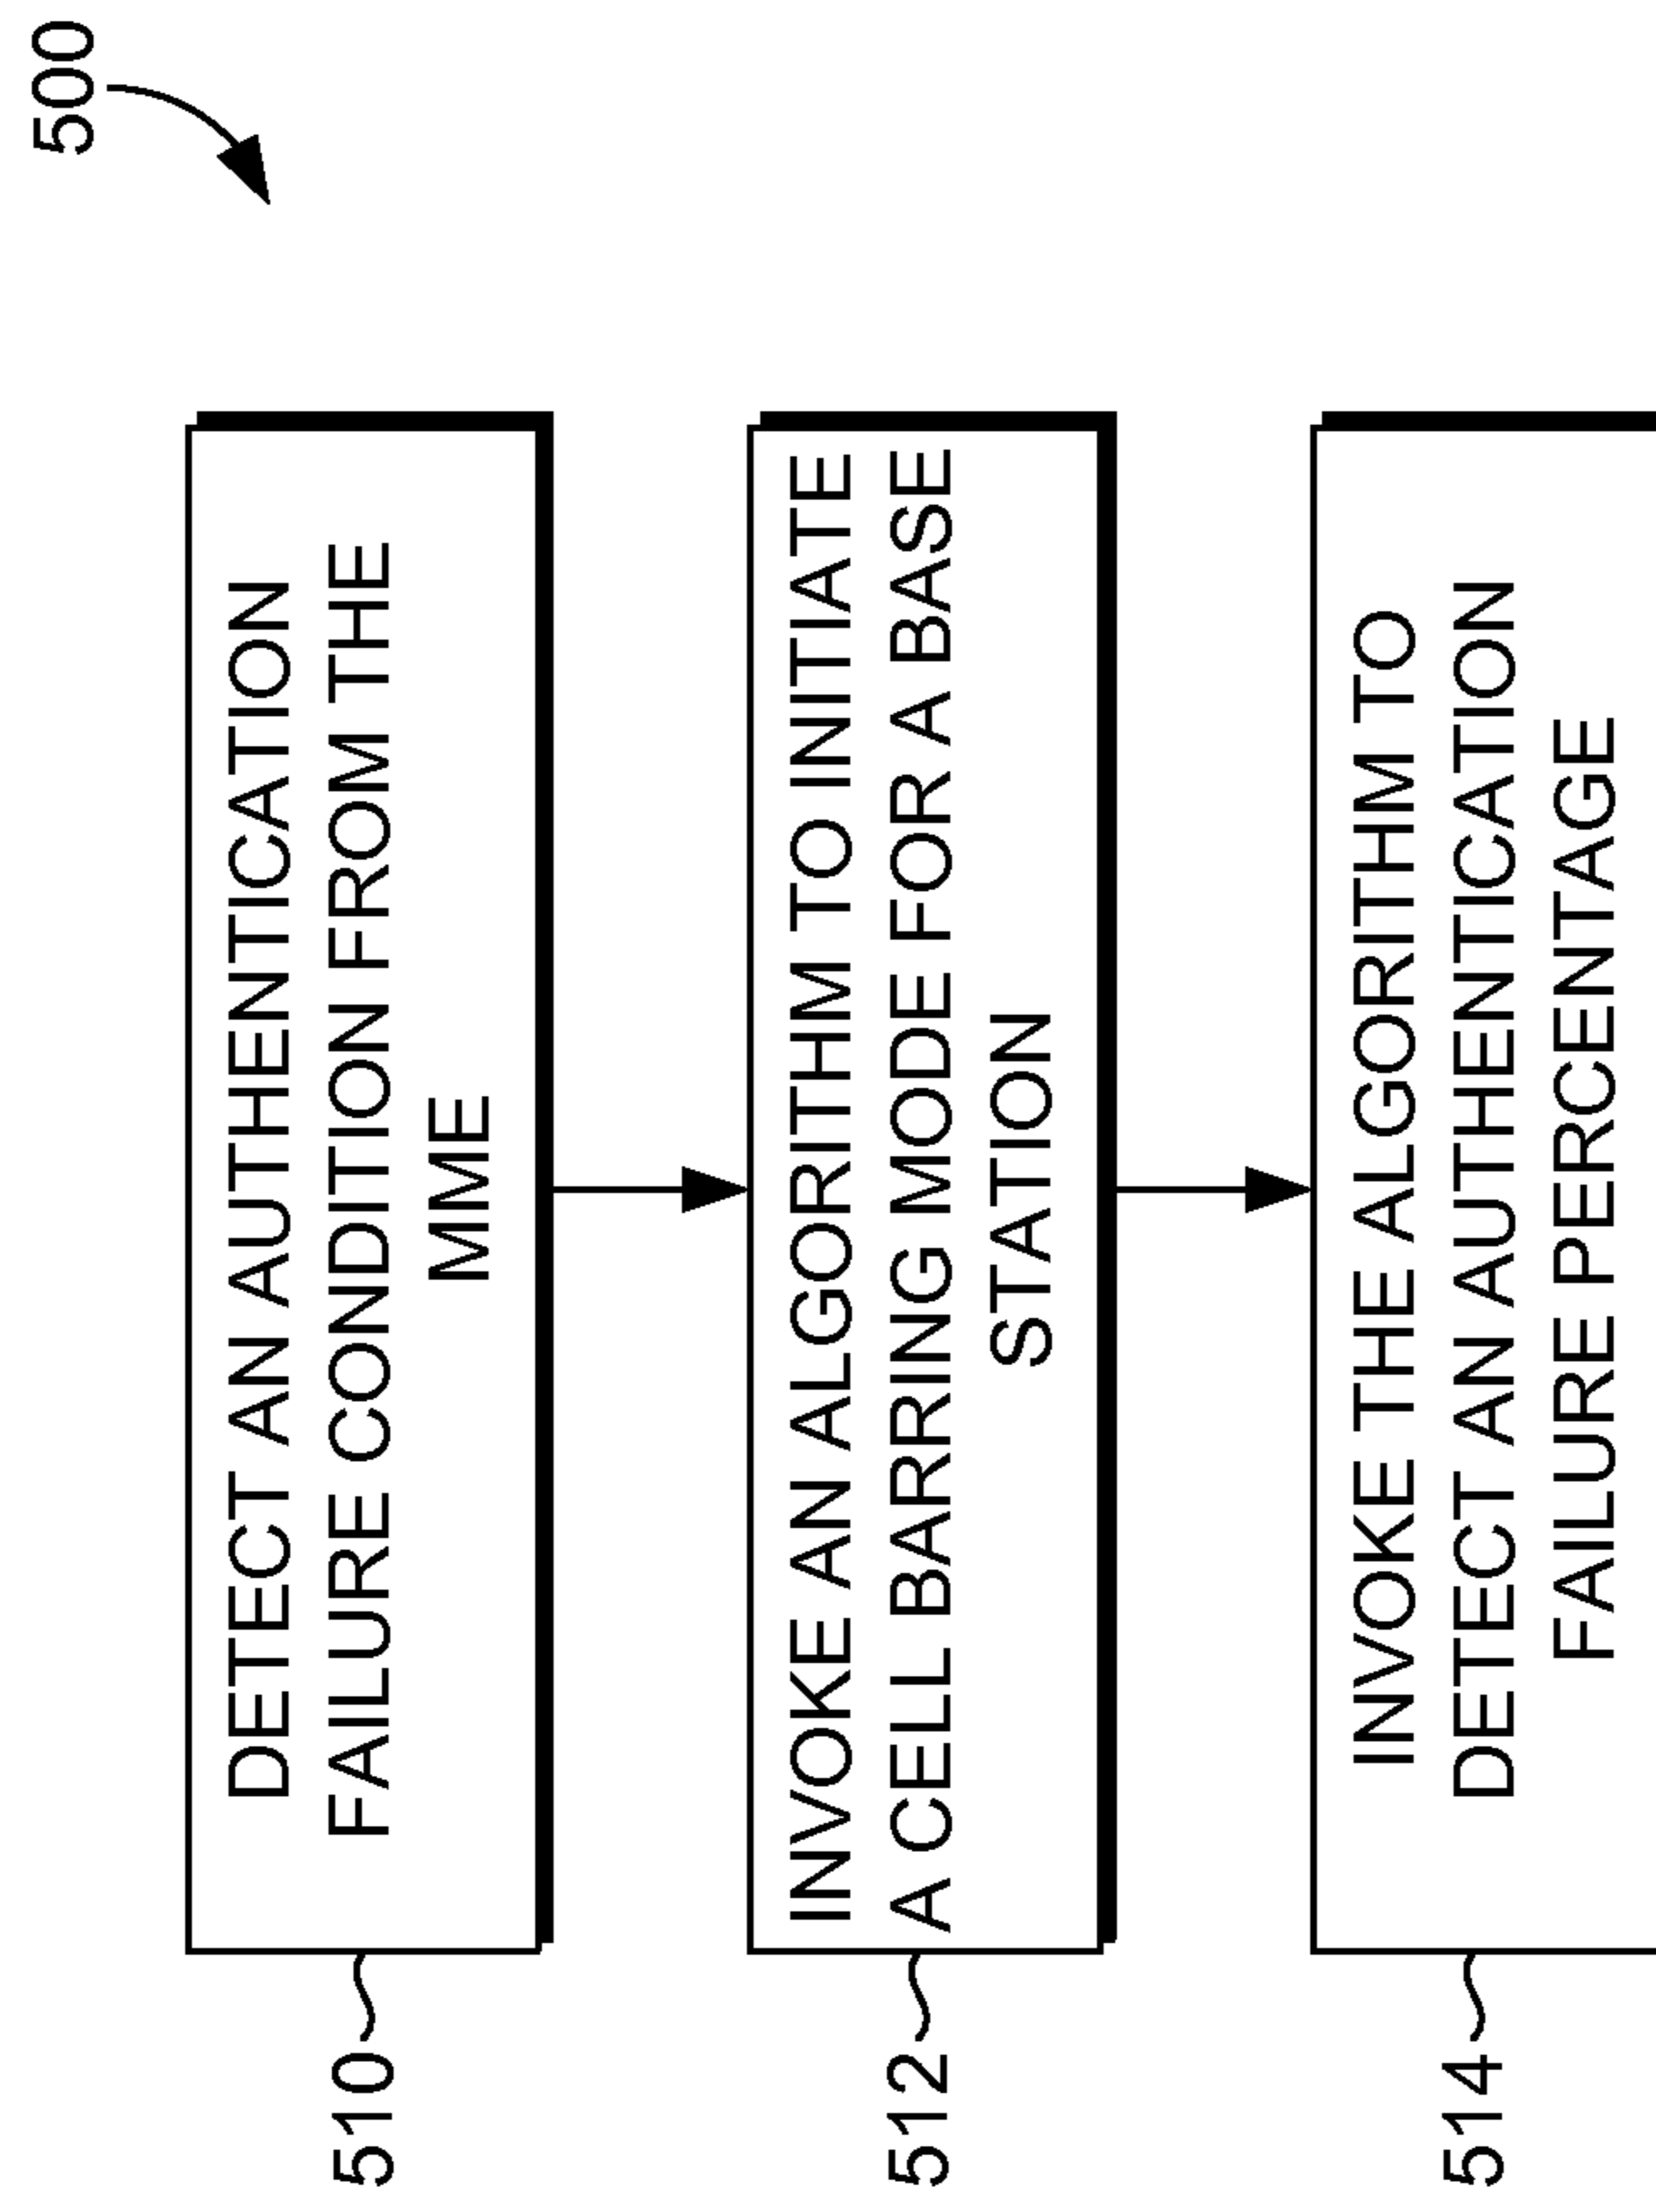 500
510
DETECT AN AUTHENTICATION
FAILURE CONDITION FROM THE
MME
512
INVOKE AN ALGORITHM TO INITIATE
A CELL BARRING MODE FOR A BASE
STATION
514
INVOKE THE ALGORITHM TO
DETECT AN AUTHENTICATION
FAILURE PERCENTAGE